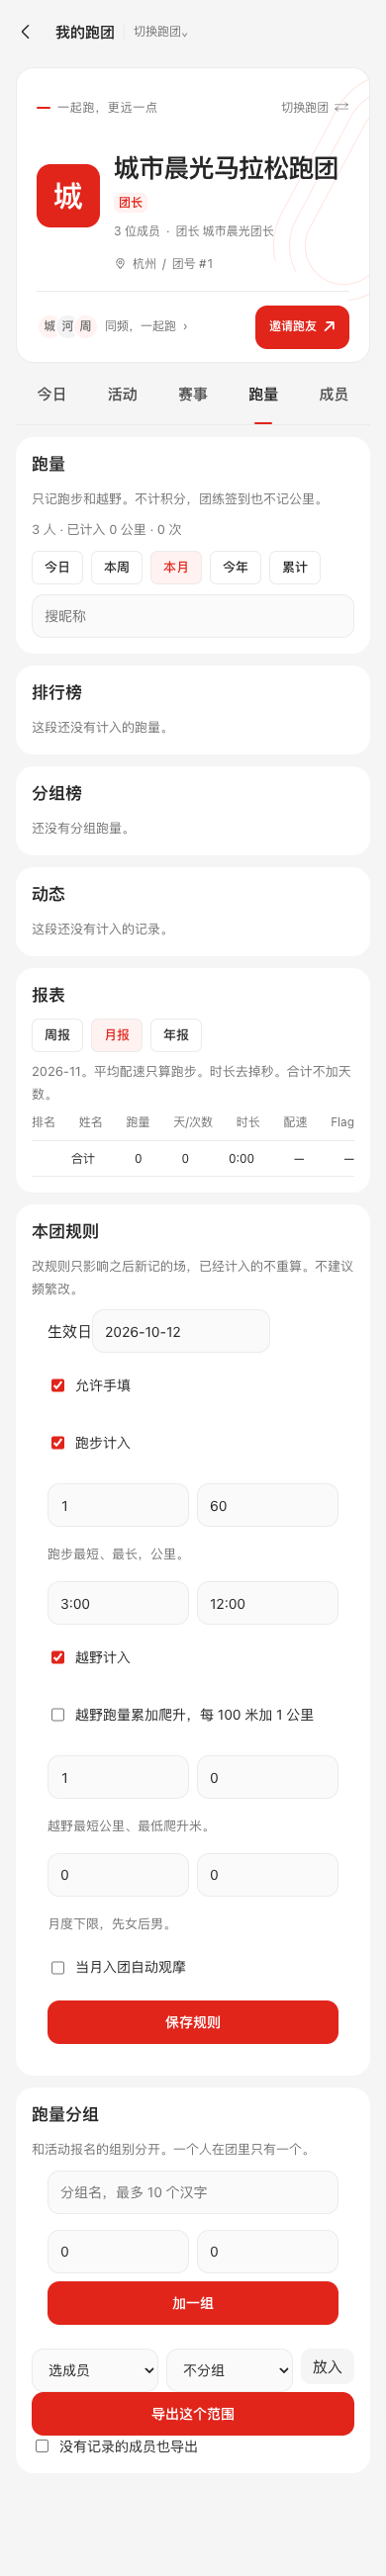 我的跑团 切换跑团
一起跑，更远一点 切换跑团
城
城市晨光马拉松跑团
团长
3 位成员 · 团长 城市晨光团长
杭州 / 团号 #1
城 河 周 同频，一起跑 › 邀请跑友
今日 活动 赛事 跑量 成员
跑量
只记跑步和越野。不计积分，团练签到也不记公里。
3 人 · 已计入 0 公里 · 0 次
今日 本周 本月 今年 累计
搜昵称
排行榜
这段还没有计入的跑量。
分组榜
还没有分组跑量。
动态
这段还没有计入的记录。
报表
周报 月报 年报
2026-11。平均配速只算跑步。时长去掉秒。合计不加天
数。
排名 姓名 跑量 天/次数 时长 配速 Flag
合计 0 0 0:00 — —
本团规则
改规则只影响之后新记的场，已经计入的不重算。不建议
频繁改。
生效日 2026-10-12
允许手填
跑步计入
1 60
跑步最短、最长，公里。
3:00 12:00
越野计入
越野跑量累加爬升，每 100 米加 1 公里
1 0
越野最短公里、最低爬升米。
0 0
月度下限，先女后男。
当月入团自动观摩
保存规则
跑量分组
和活动报名的组别分开。一个人在团里只有一个。
分组名，最多 10 个汉字
0 0
加一组
选成员 不分组 放入
导出这个范围
没有记录的成员也导出